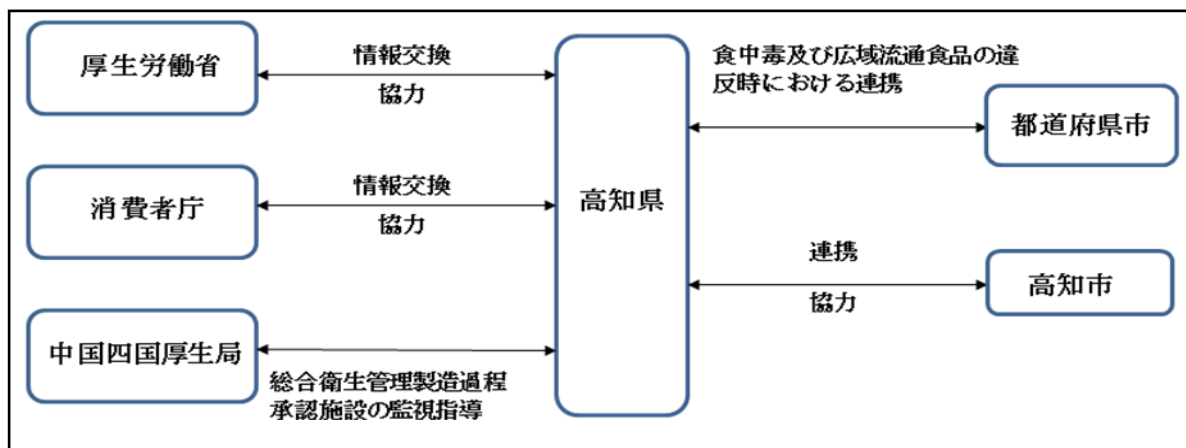 厚生労働省
情報交換
協力
消費者庁
情報交換
協力
中国四国厚生局
総合衛生管理製造過程
承認施設の監視指導
高知県
食中毒及び広域流通食品の違
反時における連携
都道府県市
連携
協力
高知市